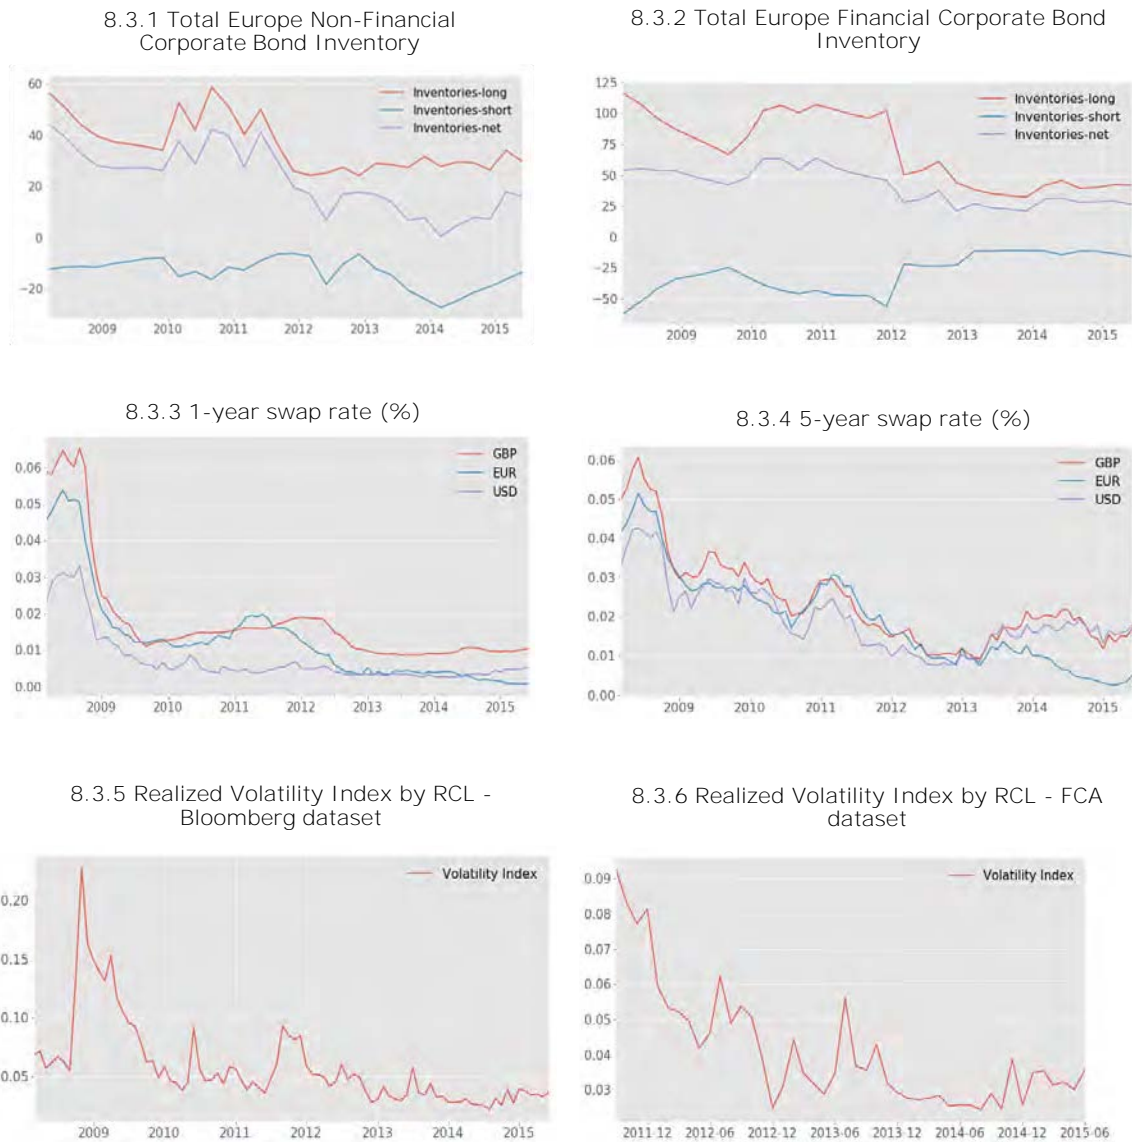 8.3.1 Total Europe Non-Financial
Corporate Bond Inventory
60
40
20
0
−20
Inventories-long
Inventories-short
Inventories-net
2009 2010 2011 2012 2013 2014 2015
8.3.2 Total Europe Financial Corporate Bond
Inventory
125
100
75
50
25
0
−25
−50
Inventories-long
Inventories-short
Inventories-net
2009 2010 2011 2012 2013 2014 2015
8.3.3 1-year swap rate (%)
0.06
0.05
0.04
0.03
0.02
0.01
0.00
GBP
EUR
USD
2009 2010 2011 2012 2013 2014 2015
8.3.4 5-year swap rate (%)
0.06
0.05
0.04
0.03
0.02
0.01
0.00
GBP
EUR
USD
2009 2010 2011 2012 2013 2014 2015
8.3.5 Realized Volatility Index by RCL -
Bloomberg dataset
0.20
0.15
0.10
0.05
Volatility Index
2009 2010 2011 2012 2013 2014 2015
8.3.6 Realized Volatility Index by RCL - FCA
dataset
0.09
0.08
0.07
0.06
0.05
0.04
0.03
Volatility Index
2011-12 2012-06 2012-12 2013-06 2013-12 2014-06 2014-12 2015-06